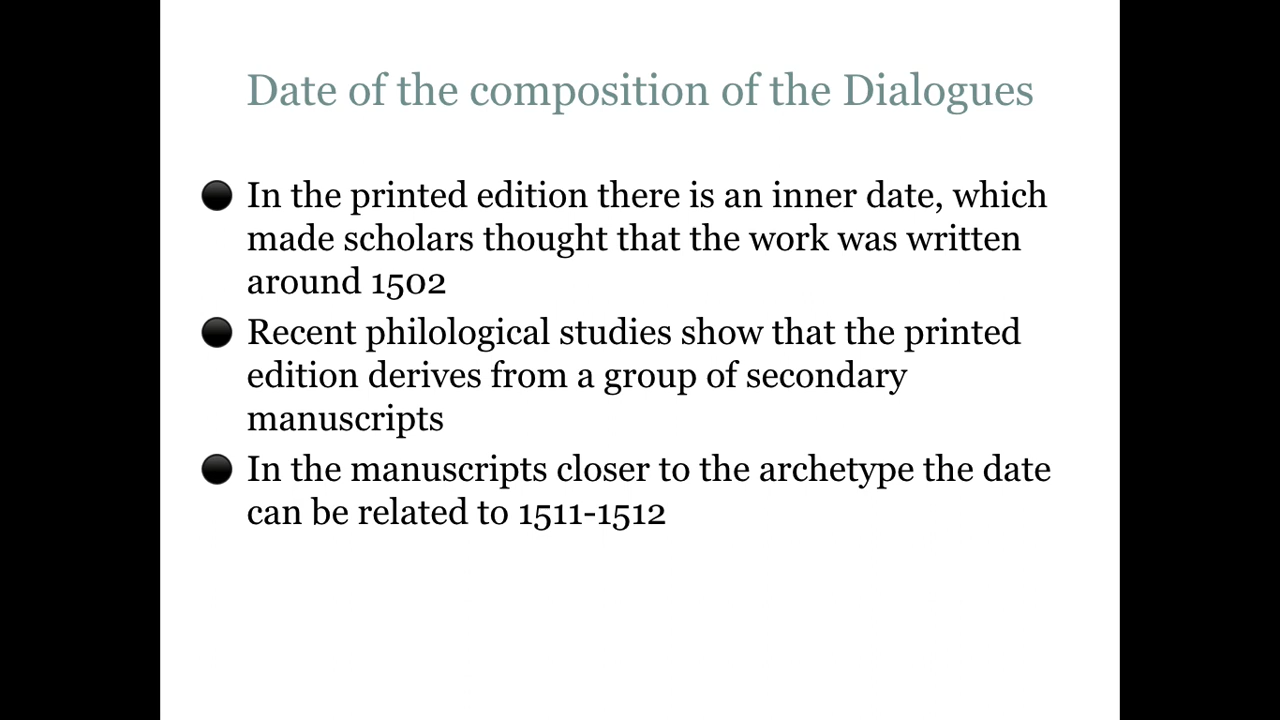 Date of the composition of the Dialogues
In the printed edition there is an inner date, which
made scholars thought that the work was written
around 1502
Recent philological studies show that the printed
edition derives from a group of secondary
manuscripts
In the manuscripts closer to the archetype the date
can be related to 1511-1512